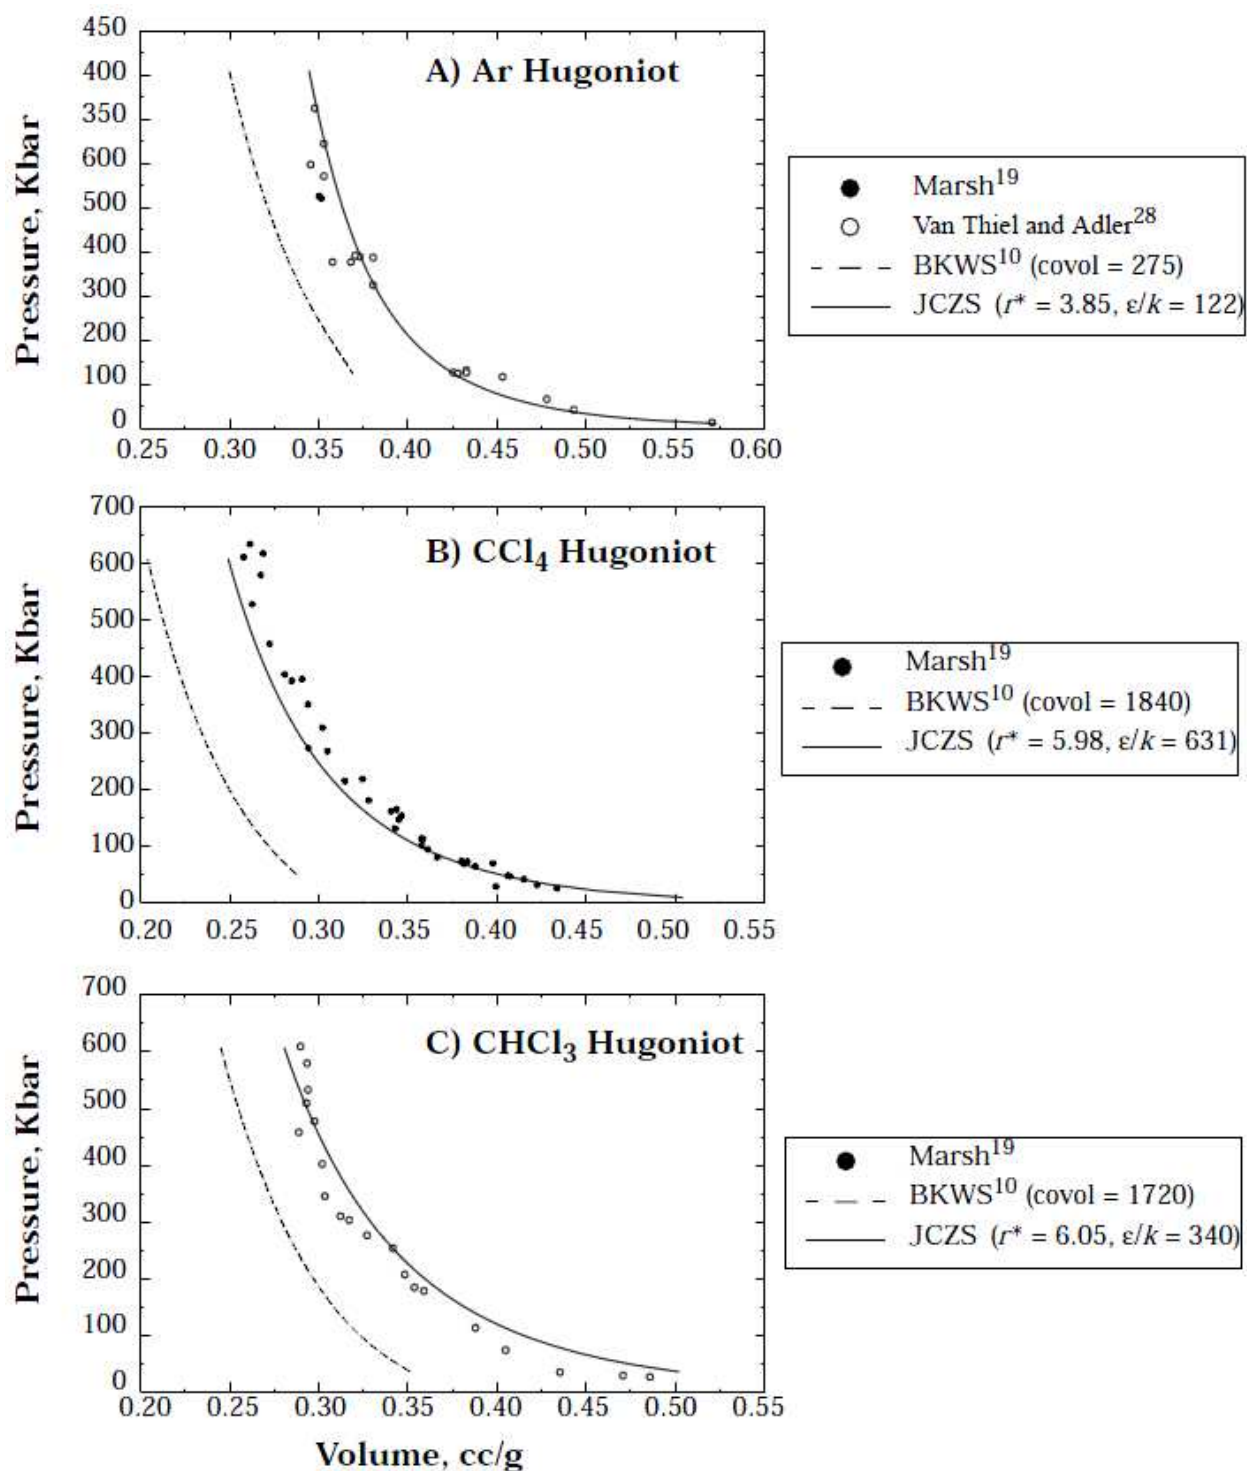 A) Ar Hugoniot
Pressure, Kbar
450
400
350
600
500
400
300
200
100
0
0.25 0.30 0.35 0.40 0.45 0.50 0.55 0.60
Marsh¹⁹
Van Thiel and Adler²⁸
BKWS¹⁰ (covol = 275)
JCZS (r* = 3.85, ε/k = 122)
B) CCl₄ Hugoniot
Pressure, Kbar
700
600
500
400
300
200
100
0
0.20 0.25 0.30 0.35 0.40 0.45 0.50 0.55
Marsh¹⁹
BKWS¹⁰ (covol = 1840)
JCZS (r* = 5.98, ε/k = 631)
C) CHCl₃ Hugoniot
Pressure, Kbar
700
600
500
400
300
200
100
0
0.20 0.25 0.30 0.35 0.40 0.45 0.50 0.55
Volume, cc/g
Marsh¹⁹
BKWS¹⁰ (covol = 1720)
JCZS (r* = 6.05, ε/k = 340)